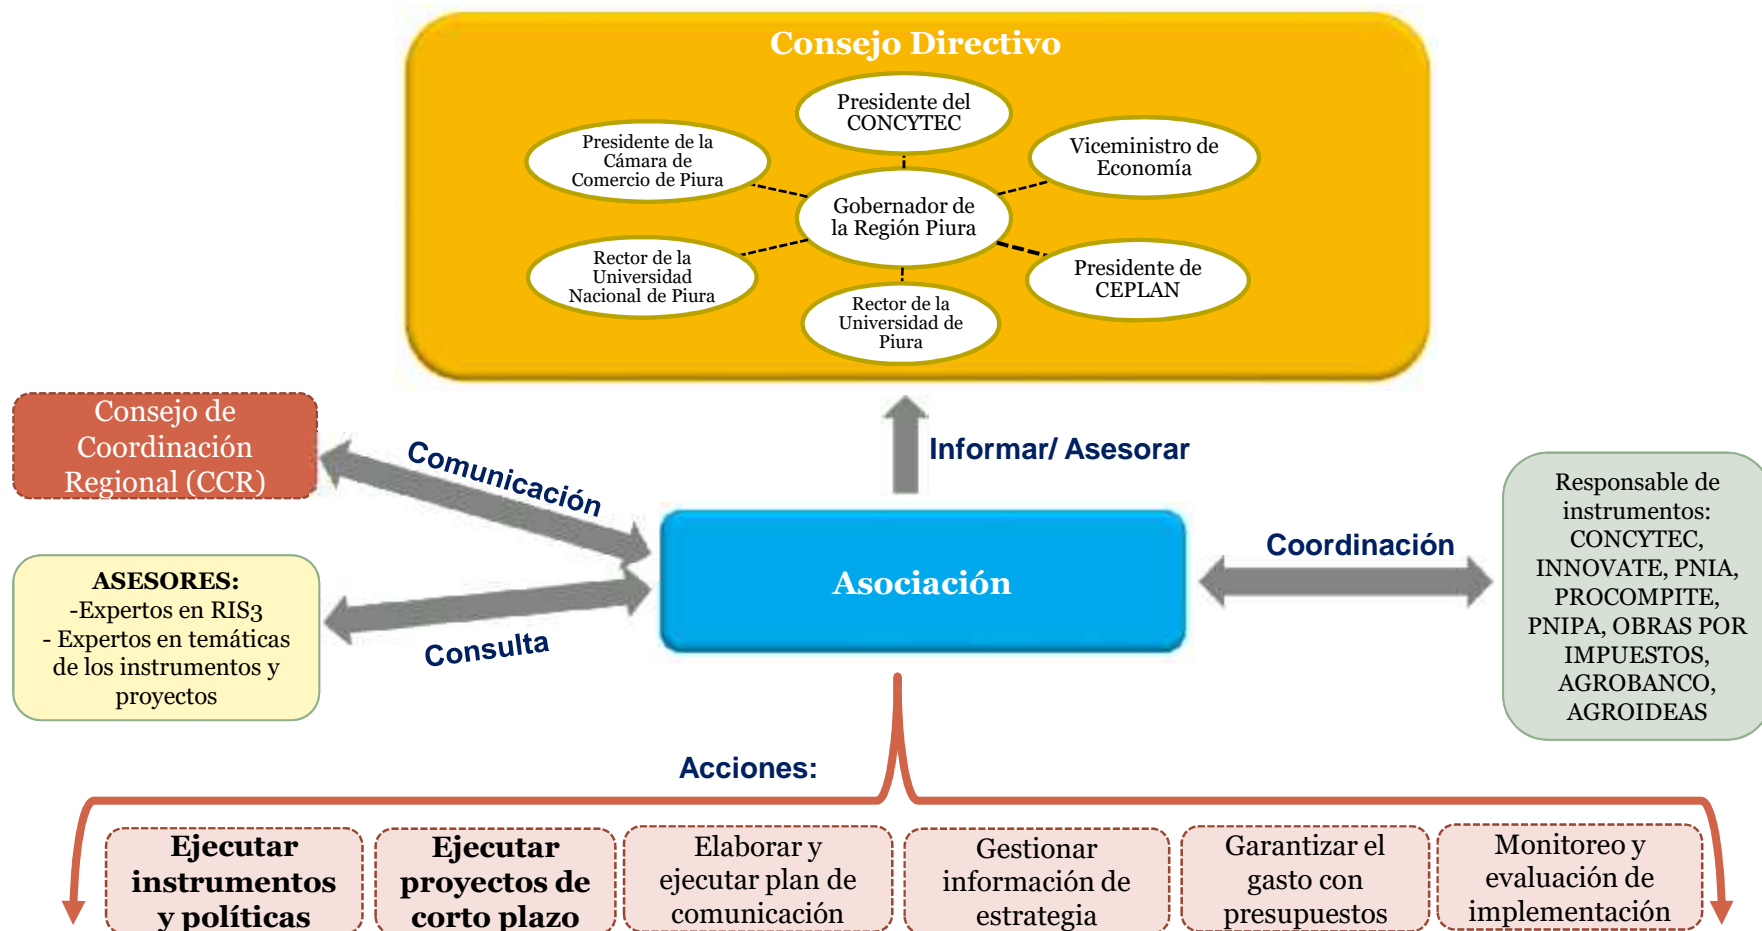 Consejo Directivo
Presidente del
CONCYTEC
Presidente de la
Cámara de
Comercio de Piura
Viceministro de
Economía
Gobernador de
la Región Piura
Rector de la
Universidad
Nacional de Piura
Presidente de
CEPLAN
Rector de la
Universidad de
Piura
Consejo de
Coordinación
Regional (CCR)
Comunicación
Informar/ Asesorar
ASESORES:
-Expertos en RIS3
- Expertos en temáticas
de los instrumentos y
proyectos
Consulta
Asociación
Coordinación
Responsable de
instrumentos:
CONCYTEC,
INNOVATE, PNIA,
PROCOMPITE,
PNIPA, OBRAS POR
IMPUESTOS,
AGROBANCO,
AGROIDEAS
Acciones:
Ejecutar
instrumentos
y políticas
Ejecutar
proyectos de
corto plazo
Elaborar y
ejecutar plan de
comunicación
Gestionar
información de
estrategia
Garantizar el
gasto con
presupuestos
Monitoreo y
evaluación de
implementación